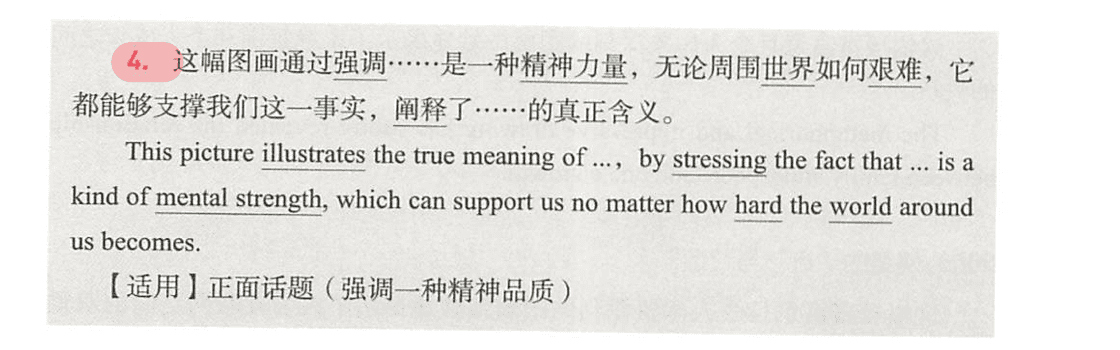 4. 这幅图画通过强调……是一种精神力量，无论周围世界如何艰难，它
都能够支撑我们这一事实，阐释了……的真正含义。
This picture illustrates the true meaning of ..., by stressing the fact that ... is a
kind of mental strength, which can support us no matter how hard the world around
us becomes.
【适用】正面话题（强调一种精神品质）